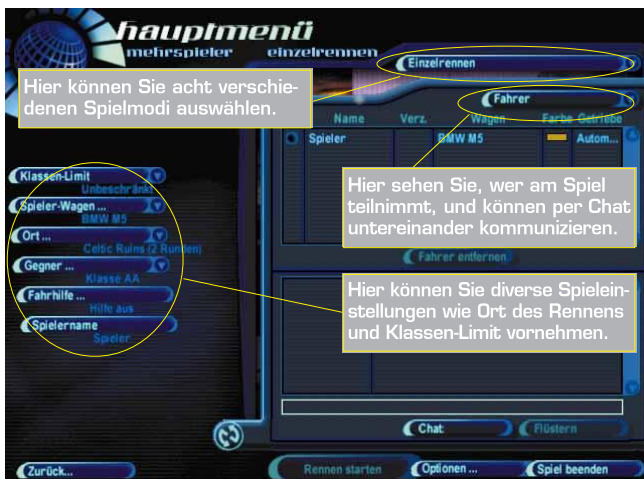 hauptmenü
mehrspieler einzelrennen
Einzelrennen
Hier können Sie acht verschie-
denen Spielmodi auswählen.
Fahrer
Name Verz. Wagen Farbe Getriebe
Spieler BMW M5 Autom...
Klassen-Limit
Unbeschränkt
Spieler-Wagen ...
BMW M5
Ort ...
Celtic Ruins (2 Runden)
Gegner ...
Klasse AA
Fahrhilfe ...
Hilfe aus
Spielername
Spieler
Hier sehen Sie, wer am Spiel
teilnimmt, und können per Chat
untereinander kommunizieren.
Fahrer entfernen
Hier können Sie diverse Spielein-
stellungen wie Ort des Rennens
und Klassen-Limit vornehmen.
Chat Flüstern
Zurück... Rennen starten Optionen ... Spiel beenden